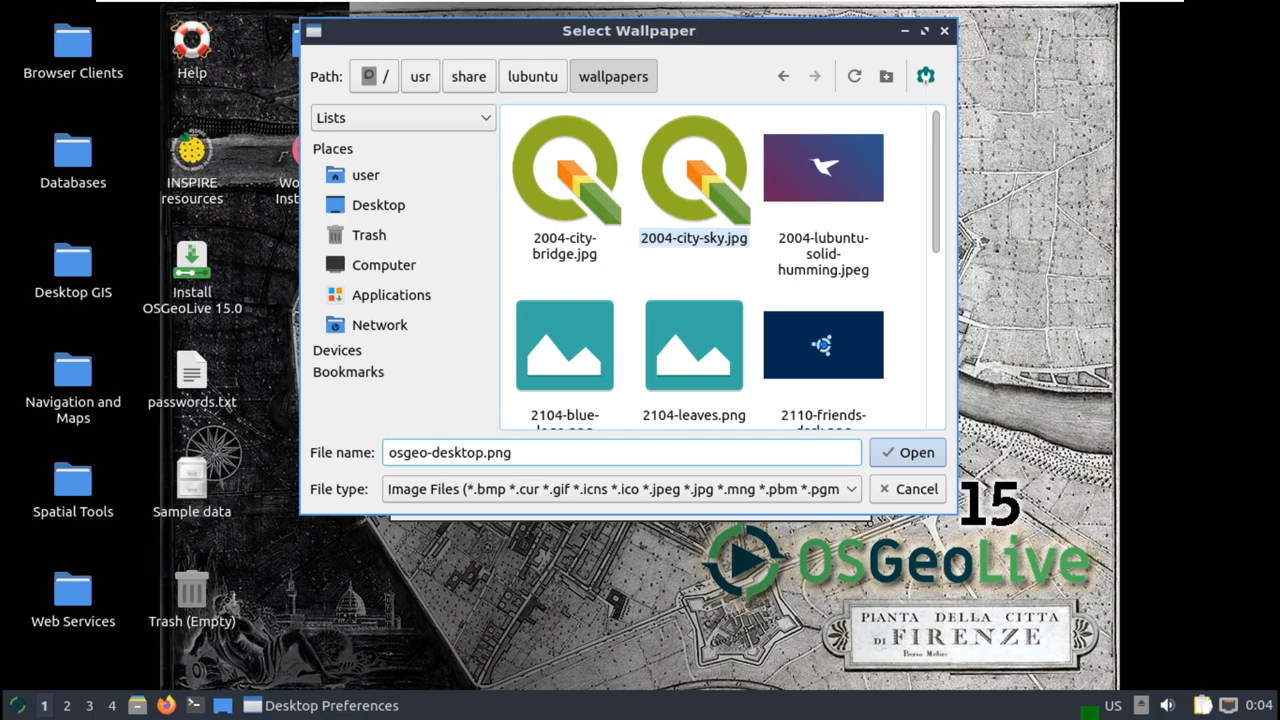 Browser Clients
Databases
Desktop GIS
Navigation and
Maps
Spatial Tools
Web Services
Help
INSPIRE
resources
Install
OSGeoLive 15.0
passwords.txt
Sample data
Trash (Empty)
Wo
Inst
Select Wallpaper
Path:
/
usr
share
lubuntu
wallpapers
Lists
Places
user
Desktop
Trash
Computer
Applications
Network
Devices
Bookmarks
2004-city-
bridge.jpg
2004-city-sky.jpg
2004-lubuntu-
solid-
humming.jpeg
2104-blue-
2104-leaves.png
2110-friends-
File name:
osgeo-desktop.png
Open
File type:
Image Files (*.bmp *.cur *.gif *.icns *.ico *.jpeg *.jpg *.mng *.pbm *.pgm
Cancel
15
OSGeoLive
PIANTA DELLA CITTA
DI FIRENZE
1
2
3
4
Desktop Preferences
US
0:04